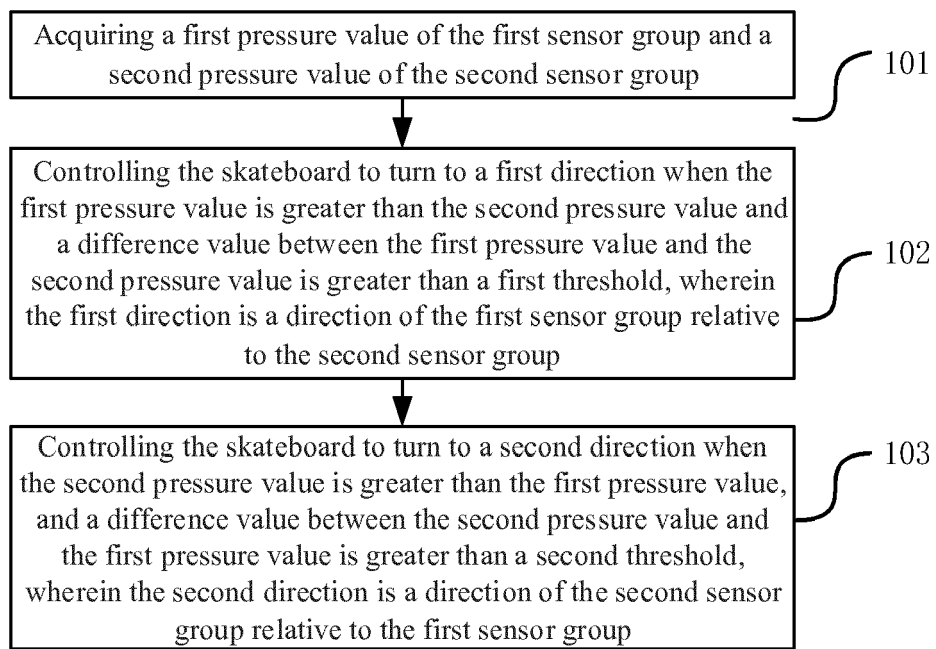 Acquiring a first pressure value of the first sensor group and a
second pressure value of the second sensor group
101
Controlling the skateboard to turn to a first direction when the
first pressure value is greater than the second pressure value and
a difference value between the first pressure value and the
second pressure value is greater than a first threshold, wherein
the first direction is a direction of the first sensor group relative
to the second sensor group
102
Controlling the skateboard to turn to a second direction when
the second pressure value is greater than the first pressure value,
and a difference value between the second pressure value and
the first pressure value is greater than a second threshold,
wherein the second direction is a direction of the second sensor
group relative to the first sensor group
103